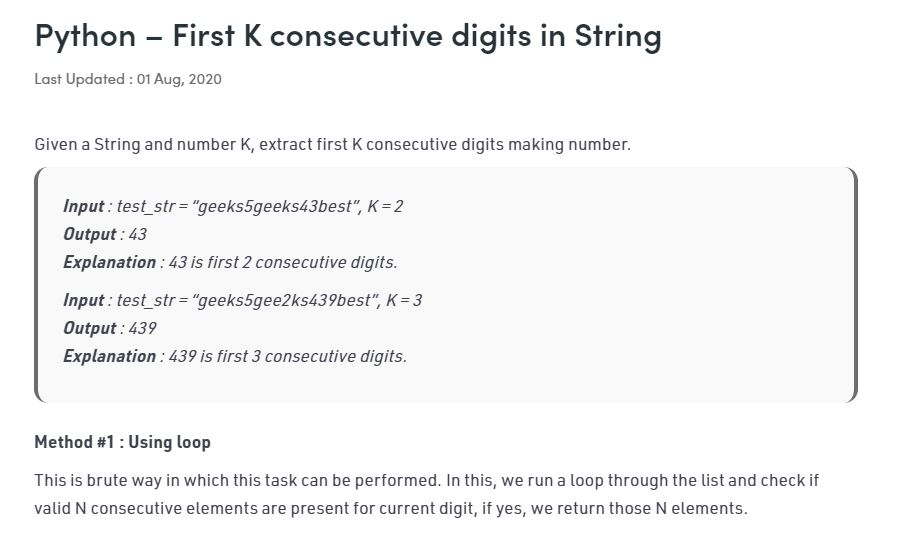 Python – First K consecutive digits in String
Last Updated : 01 Aug, 2020
Given a String and number K, extract first K consecutive digits making number.
Input : test_str = “geeks5geeks43best”, K = 2
Output : 43
Explanation : 43 is first 2 consecutive digits.
Input : test_str = “geeks5gee2ks439best”, K = 3
Output : 439
Explanation : 439 is first 3 consecutive digits.
Method #1 : Using loop
This is brute way in which this task can be performed. In this, we run a loop through the list and check if
valid N consecutive elements are present for current digit, if yes, we return those N elements.